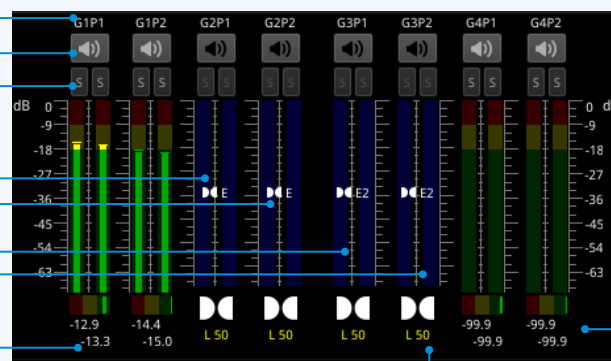 G1P1 G1P2 G2P1 G2P2 G3P1 G3P2 G4P1 G4P2
S S S S S S S S S S S S S S S S
dB 0 0 d
-9 -9
-18 -18
-27 -27
E E E2 E2
-36 -36
-45 -45
-54 -54
-63 -63
-12.9 -14.4 L 50 L 50 L 50 L 50 -99.9 -99.9
-13.3 -15.0 -99.9 -99.9